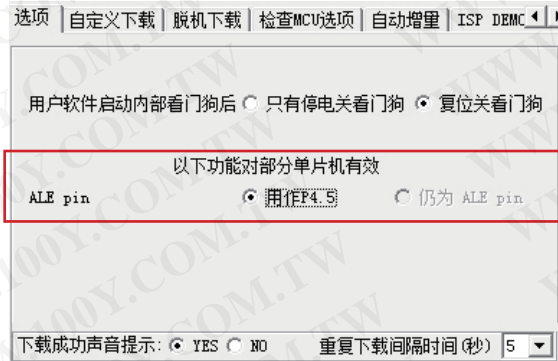 选项 自定义下载 脱机下载 检查MCU选项 自动增量 ISP DEMO
用户软件启动内部看门狗后 只有停电关看门狗 复位关看门狗
以下功能对部分单片机有效
ALE pin 用作P4.5 仍为 ALE pin
下载成功声音提示: YES NO 重复下载间隔时间(秒) 5